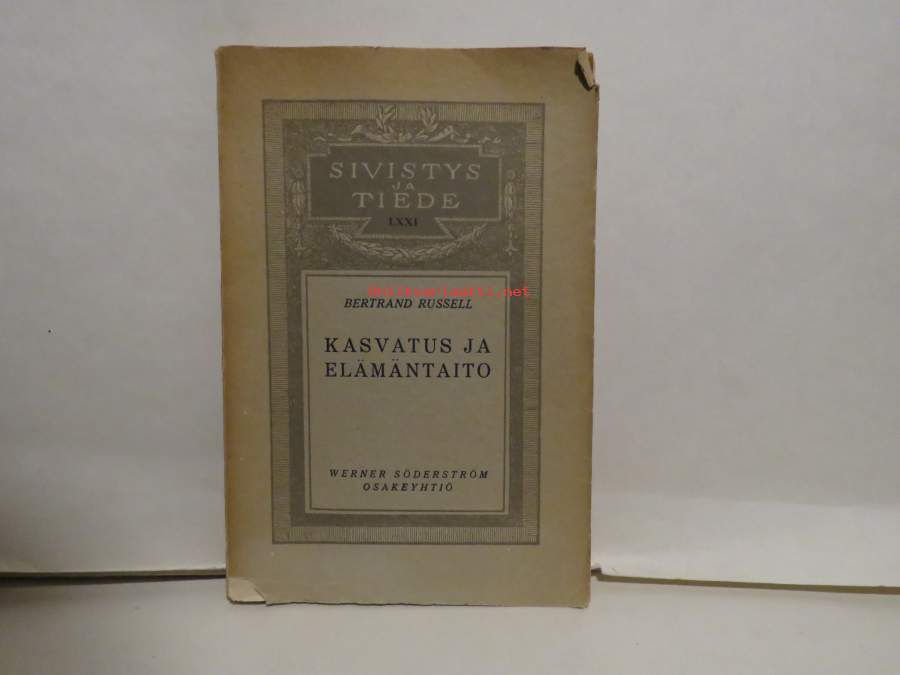 SIVISTYS
JA
TIEDE
LXXI
BERTRAND RUSSELL
KASVATUS JA
ELÄMÄNTAITO
WERNER SÖDERSTRÖM
OSAKEYHTIÖ